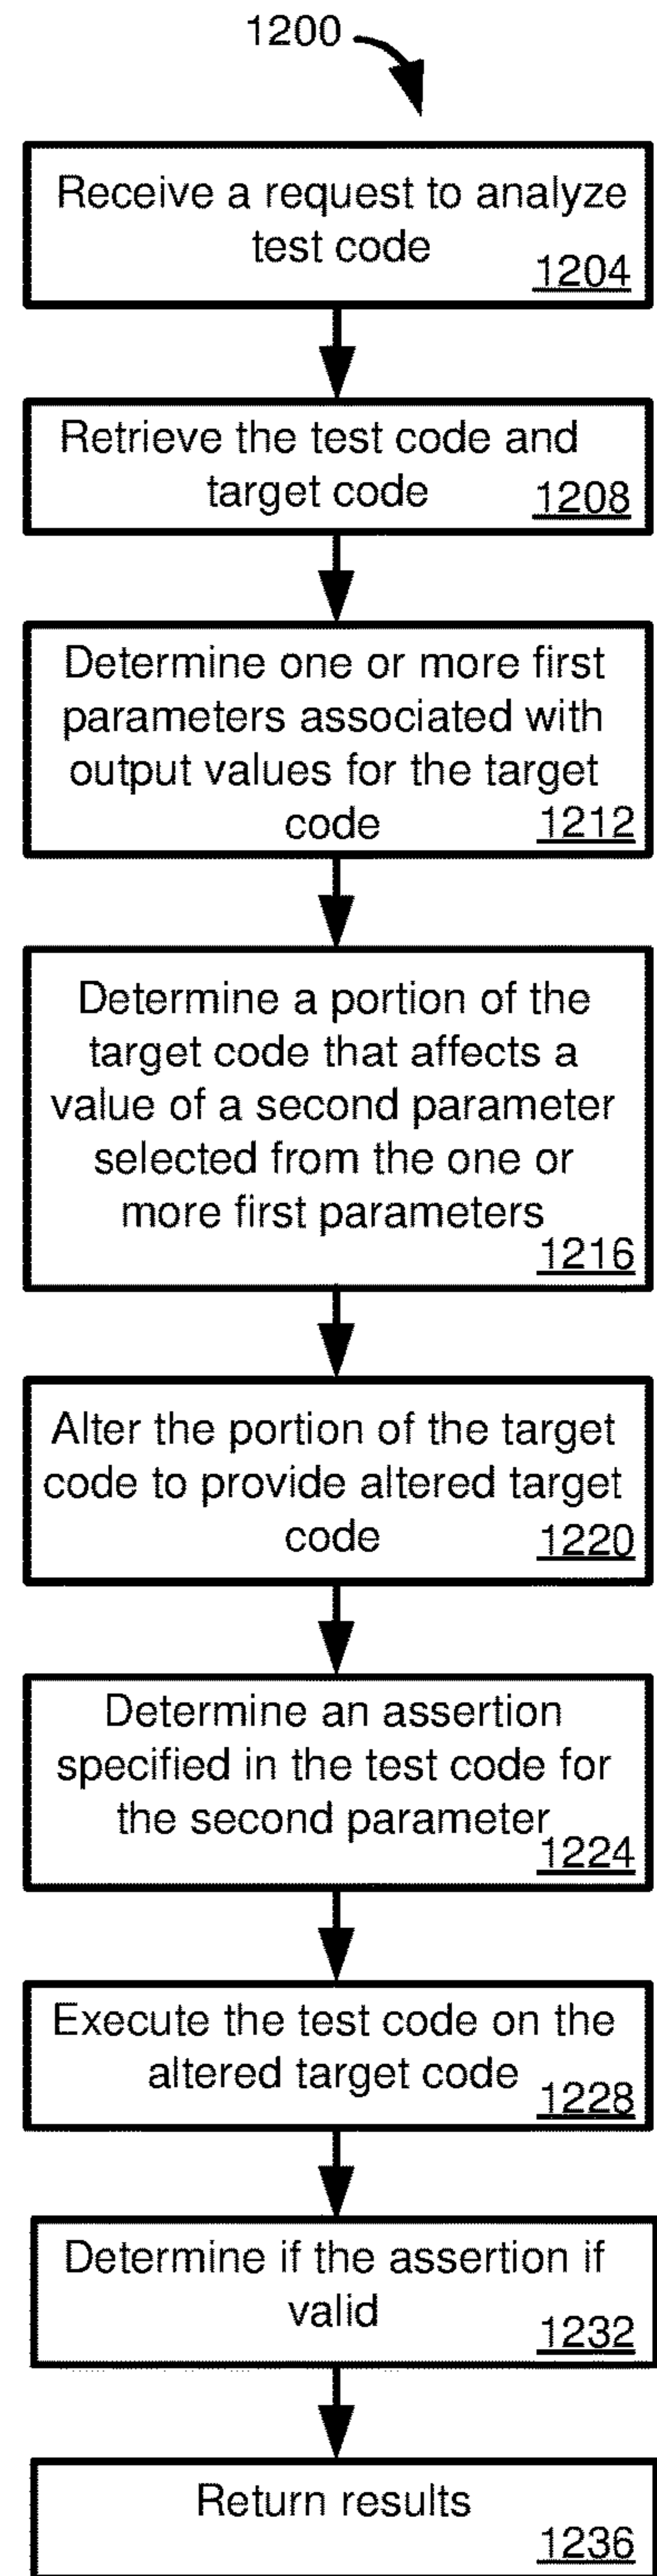 1200
Receive a request to analyze
test code
1204
Retrieve the test code and
target code
1208
Determine one or more first
parameters associated with
output values for the target
code
1212
Determine a portion of the
target code that affects a
value of a second parameter
selected from the one or
more first parameters
1216
Alter the portion of the target
code to provide altered target
code
1220
Determine an assertion
specified in the test code for
the second parameter
1224
Execute the test code on the
altered target code
1228
Determine if the assertion if
valid
1232
Return results
1236